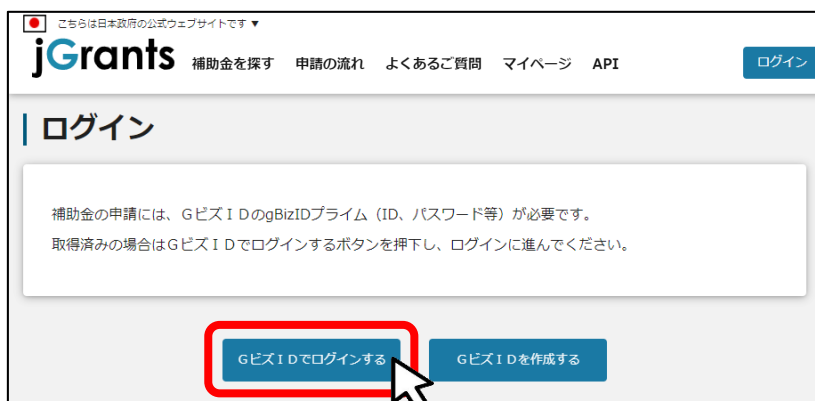 こちらは日本政府の公式ウェブサイトです ▼
jGrants 補助金を探す 申請の流れ よくあるご質問 マイページ API ログイン
ログイン
補助金の申請には、GビズＩＤのgBizIDプライム（ID、パスワード等）が必要です。
取得済みの場合はGビズＩＤでログインするボタンを押下し、ログインに進んでください。
GビズＩＤでログインする GビズＩＤを作成する